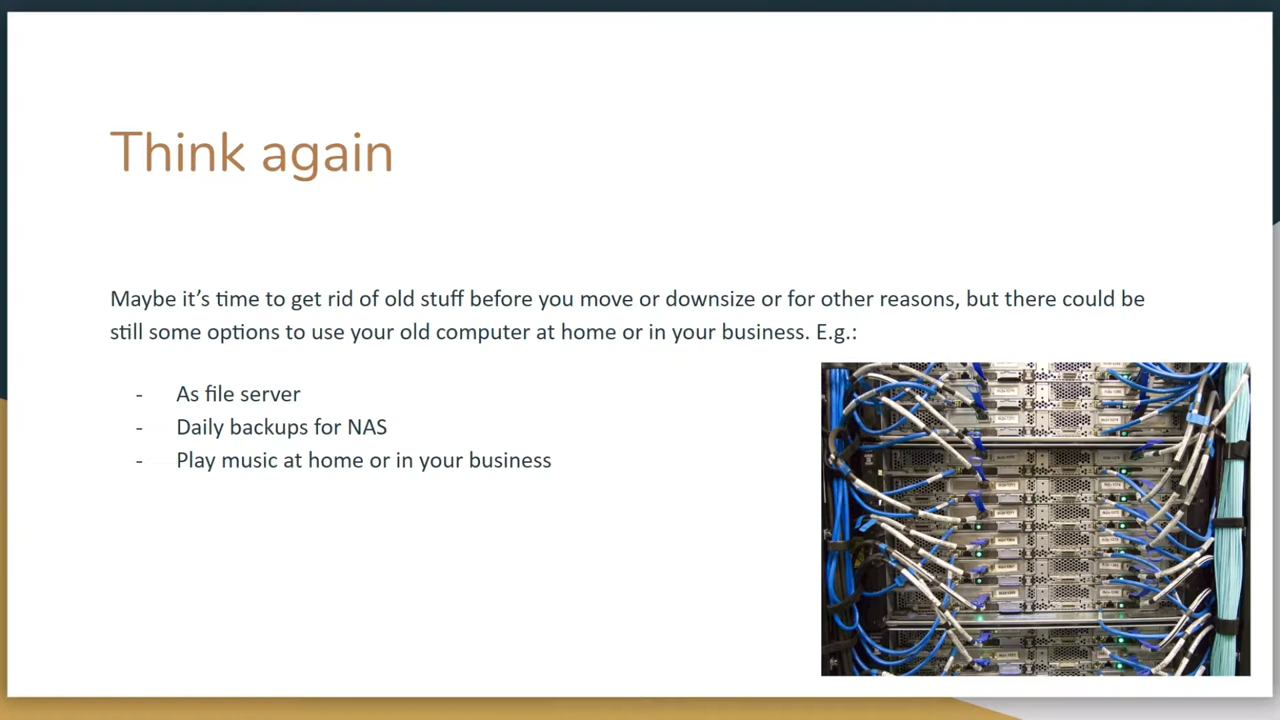 Think again
Maybe it’s time to get rid of old stuff before you move or downsize or for other reasons, but there could be
still some options to use your old computer at home or in your business. E.g.:
- As file server
- Daily backups for NAS
- Play music at home or in your business